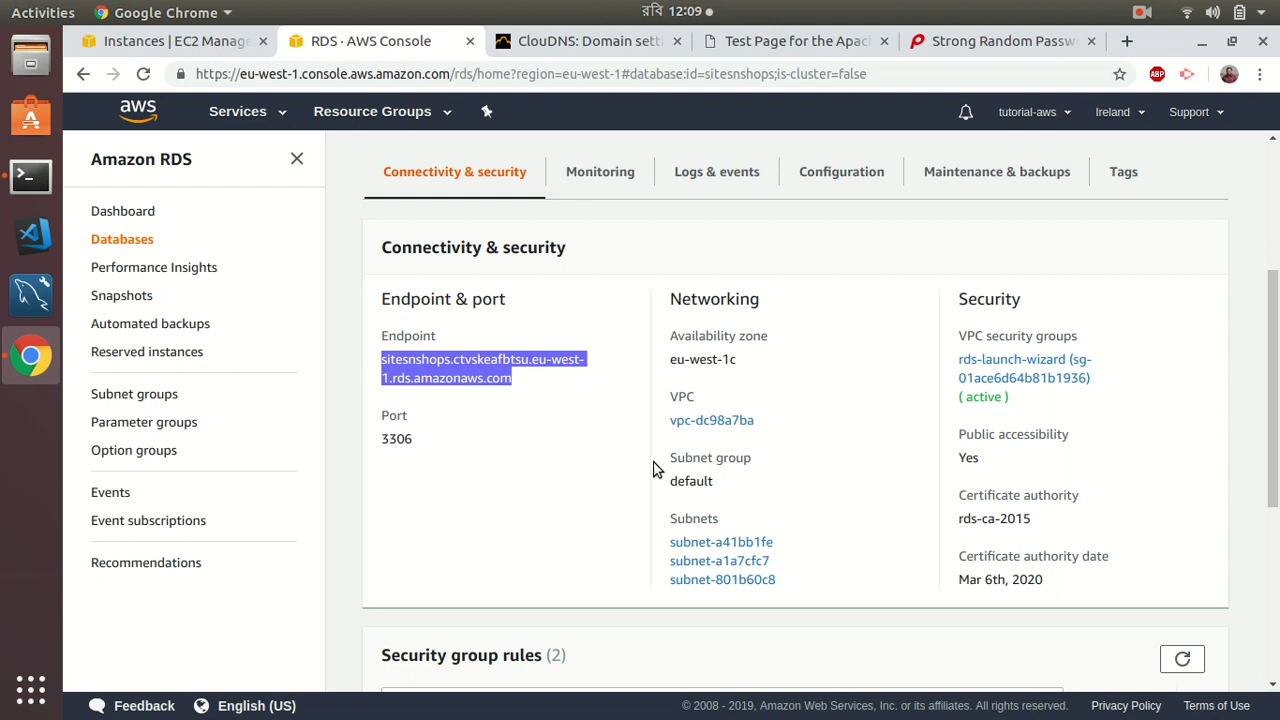 Activities
Google Chrome
রবি 12:09
Instances | EC2 Manage
RDS · AWS Console
ClouDNS: Domain setti
Test Page for the Apac
Strong Random Passwo
https://eu-west-1.console.aws.amazon.com/rds/home?region=eu-west-1#database:id=sitesnshops;is-cluster=false
ABP
aws
Services
Resource Groups
tutorial-aws
Ireland
Support
Amazon RDS
Dashboard
Databases
Performance Insights
Snapshots
Automated backups
Reserved instances
Subnet groups
Parameter groups
Option groups
Events
Event subscriptions
Recommendations
Connectivity & security
Monitoring
Logs & events
Configuration
Maintenance & backups
Tags
Connectivity & security
Endpoint & port
Endpoint
sitesnshops.ctvskeafbtsu.eu-west-
1.rds.amazonaws.com
Port
3306
Networking
Availability zone
eu-west-1c
VPC
vpc-dc98a7ba
Subnet group
default
Subnets
subnet-a41bb1fe
subnet-a1a7cfc7
subnet-801b60c8
Security
VPC security groups
rds-launch-wizard (sg-
01ace6d64b81b1936)
( active )
Public accessibility
Yes
Certificate authority
rds-ca-2015
Certificate authority date
Mar 6th, 2020
Security group rules (2)
Feedback
English (US)
© 2008 - 2019, Amazon Web Services, Inc. or its affiliates. All rights reserved.
Privacy Policy
Terms of Use